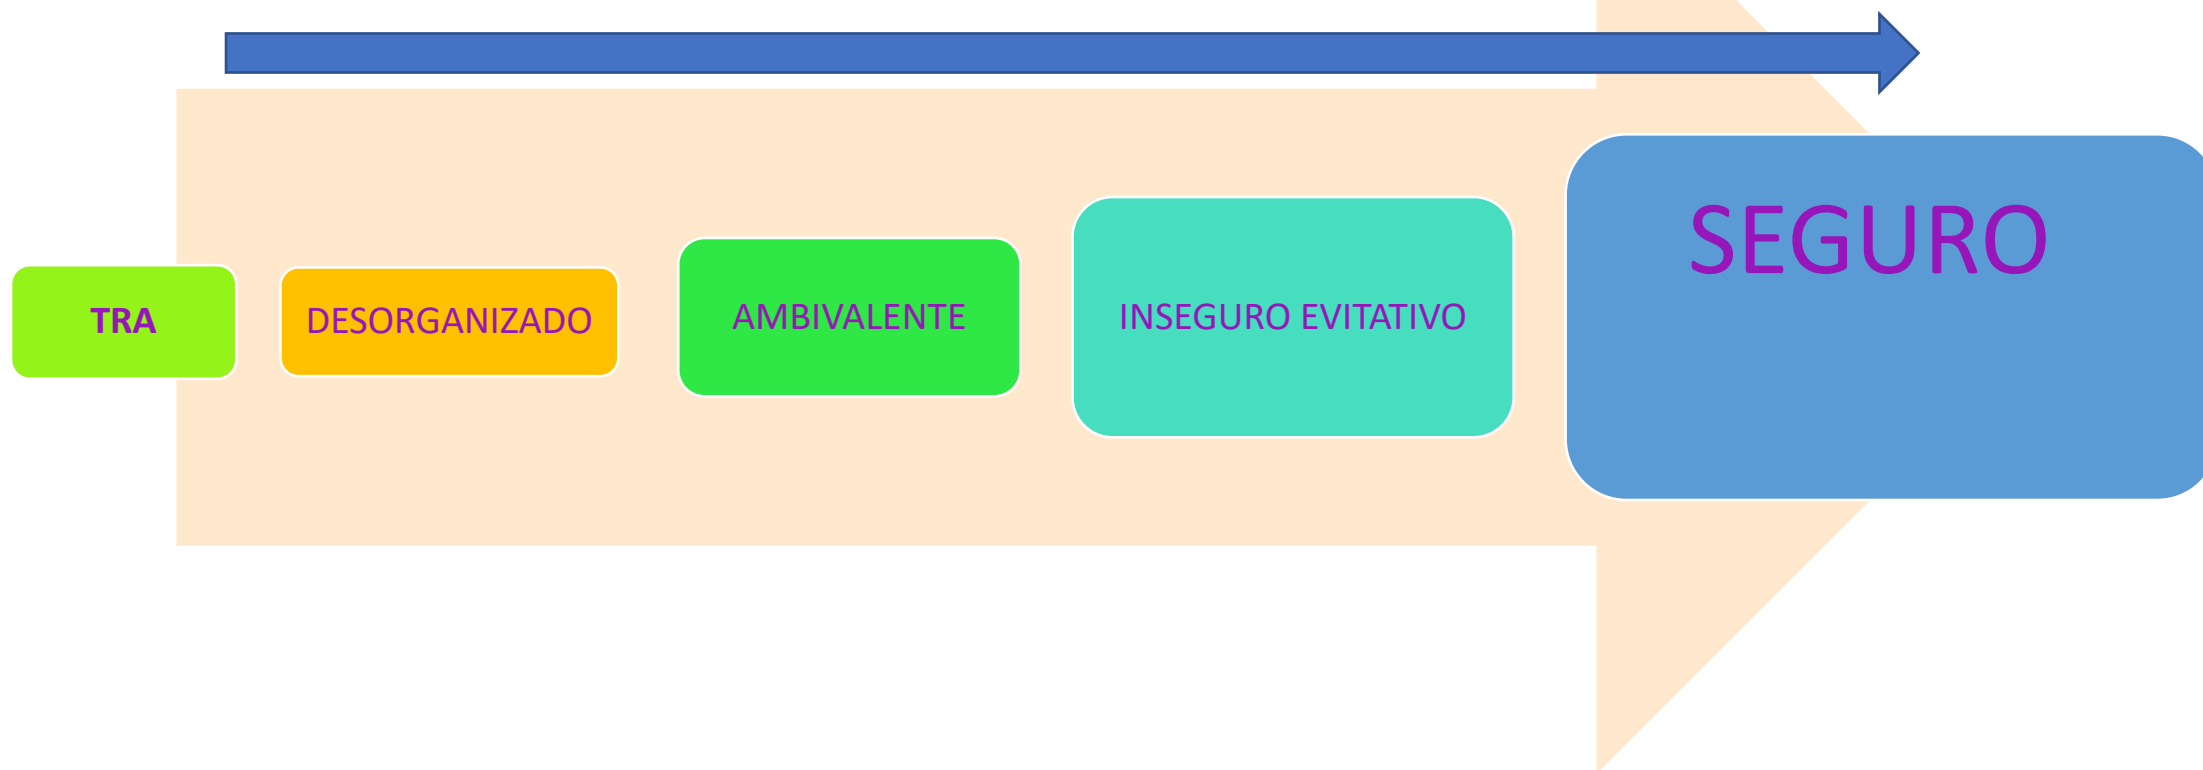 TRA
DESORGANIZADO
AMBIVALENTE
INSEGURO EVITATIVO
SEGURO